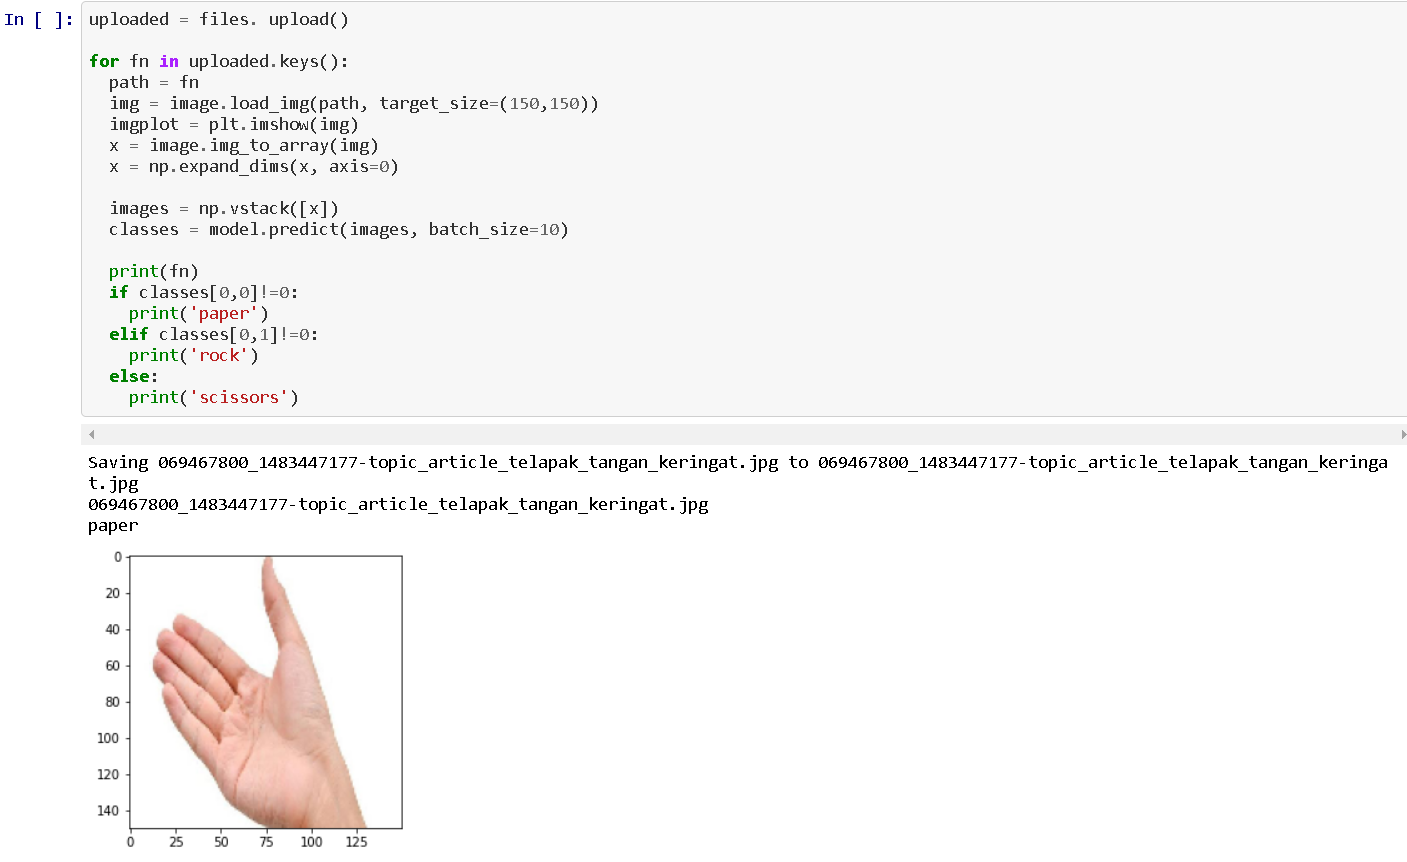 In [ ]:
uploaded = files. upload()
for fn in uploaded.keys():
  path = fn
  img = image.load_img(path, target_size=(150,150))
  imgplot = plt.imshow(img)
  x = image.img_to_array(img)
  x = np.expand_dims(x, axis=0)
  images = np.vstack([x])
  classes = model.predict(images, batch_size=10)
  print(fn)
  if classes[0,0]!=0:
    print('paper')
  elif classes[0,1]!=0:
    print('rock')
  else:
    print('scissors')
Saving 069467800_1483447177-topic_article_telapak_tangan_keringat.jpg to 069467800_1483447177-topic_article_telapak_tangan_keringa
t.jpg
069467800_1483447177-topic_article_telapak_tangan_keringat.jpg
paper
0
20
40
60
80
100
120
140
0 25 50 75 100 125